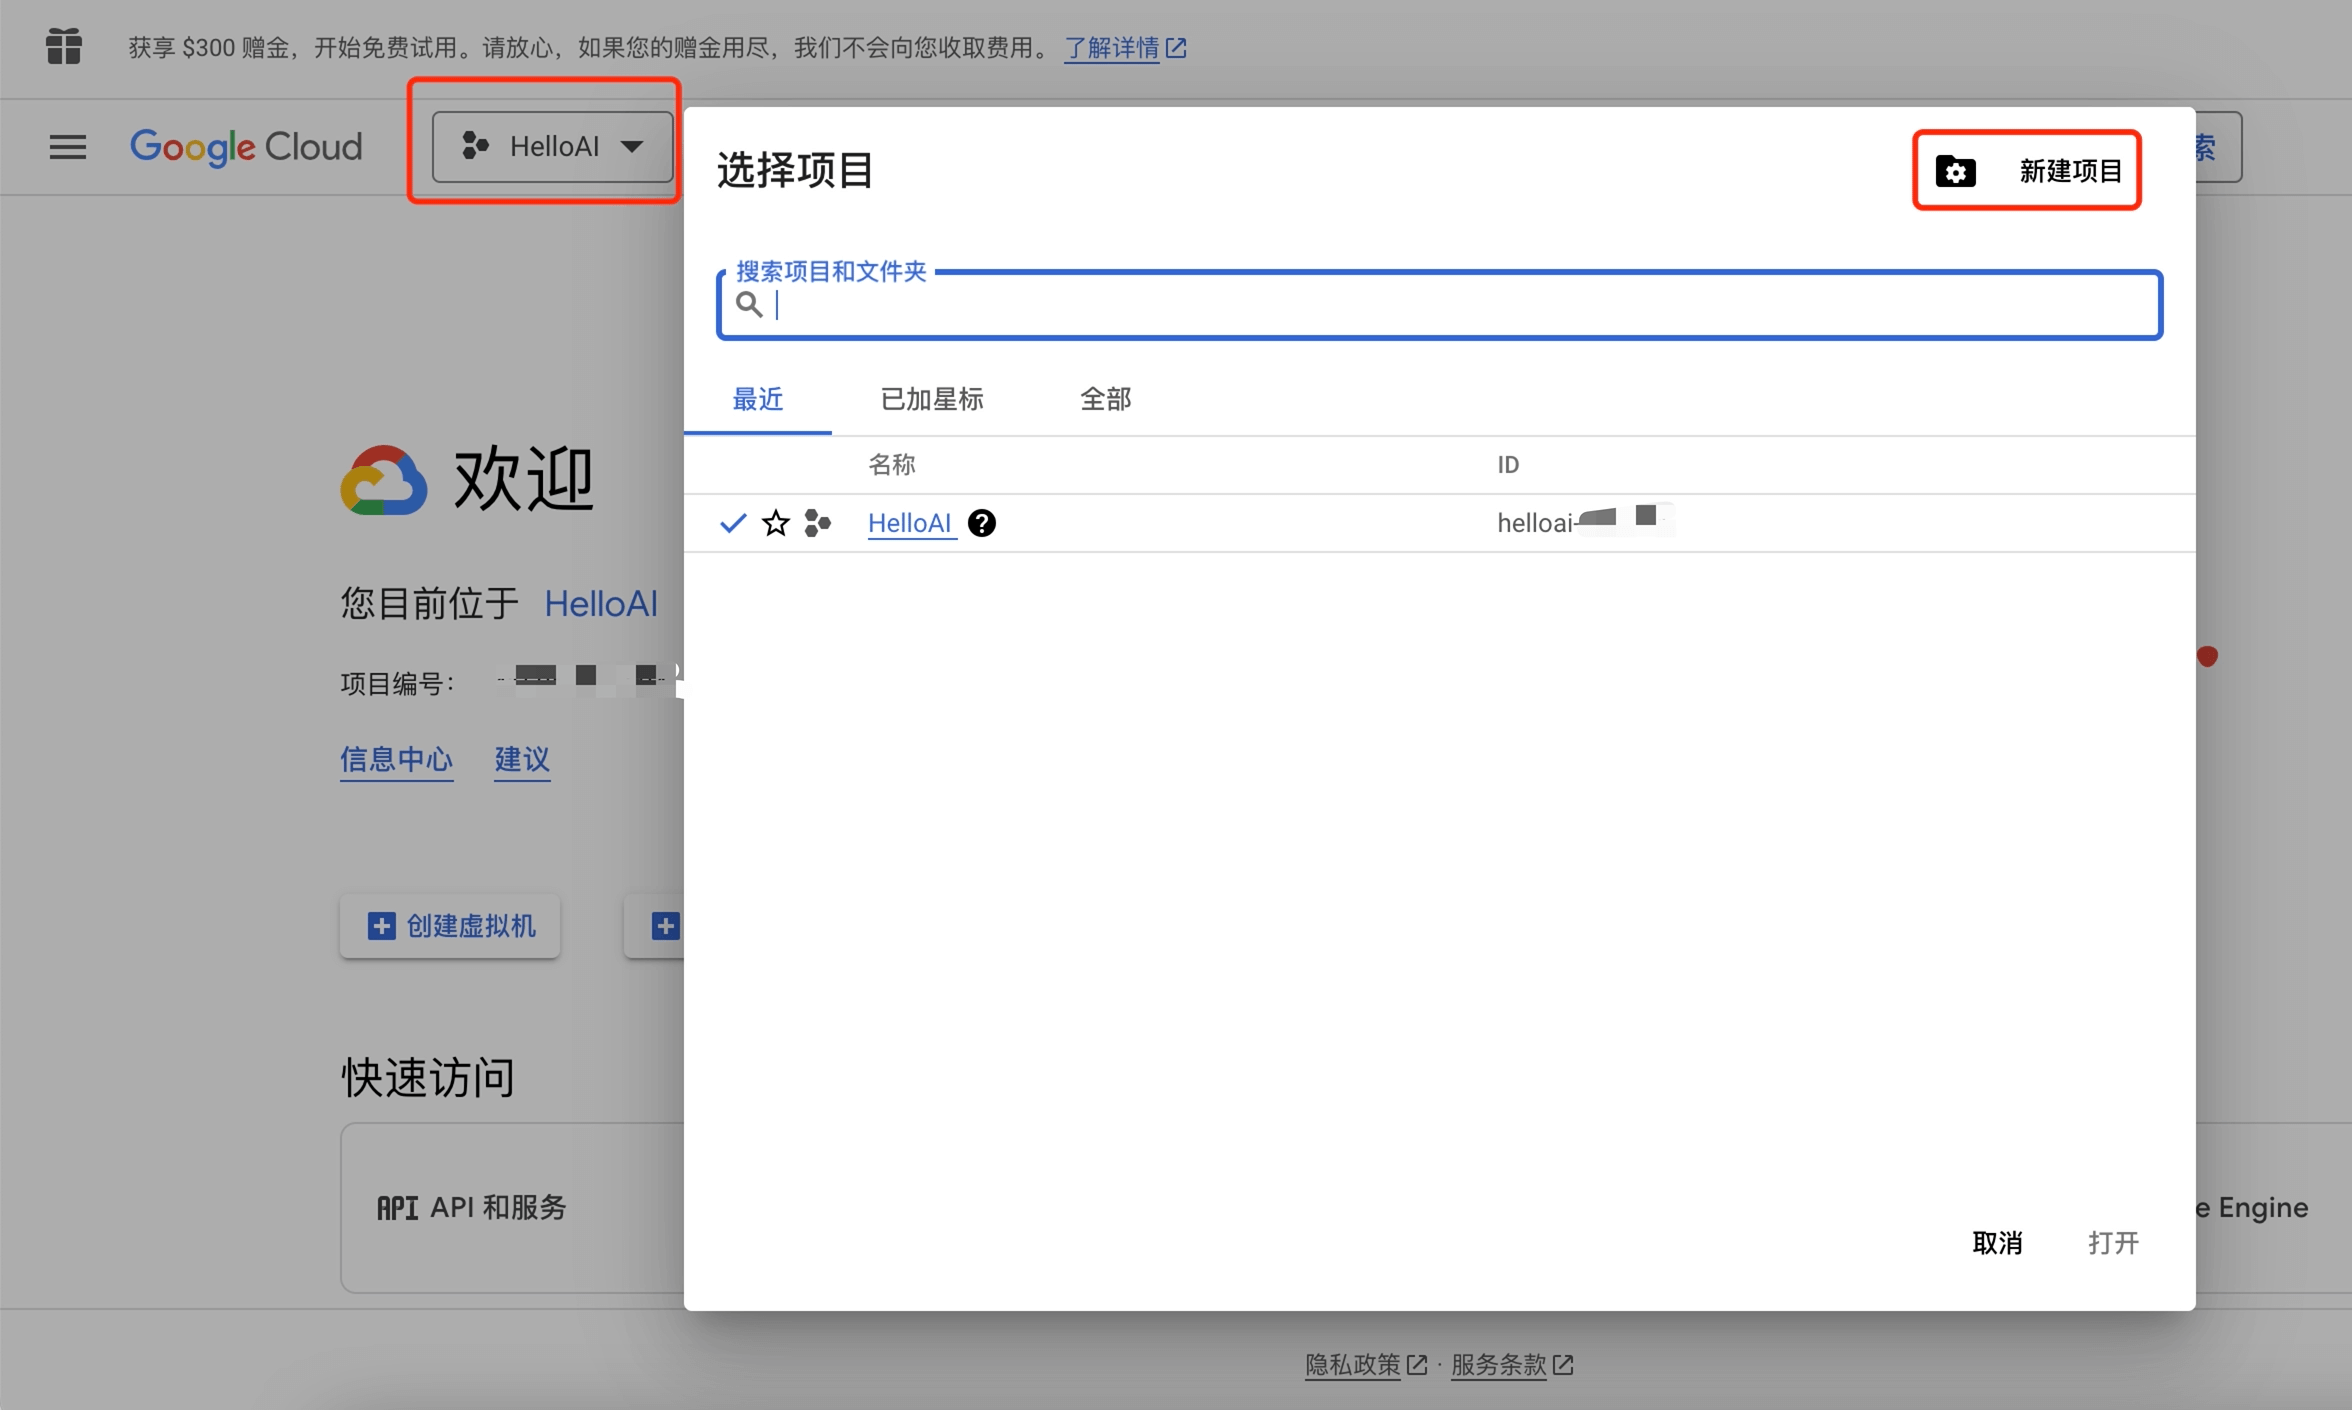 获享 $300 赠金，开始免费试用。请放心，如果您的赠金用尽，我们不会向您收取费用。 了解详情
Google Cloud
HelloAI
索
选择项目
新建项目
搜索项目和文件夹
最近
已加星标
全部
名称
ID
HelloAI
helloai-
欢迎
您目前位于 HelloAI
项目编号：
信息中心
建议
创建虚拟机
快速访问
API API 和服务
e Engine
取消
打开
隐私政策 · 服务条款